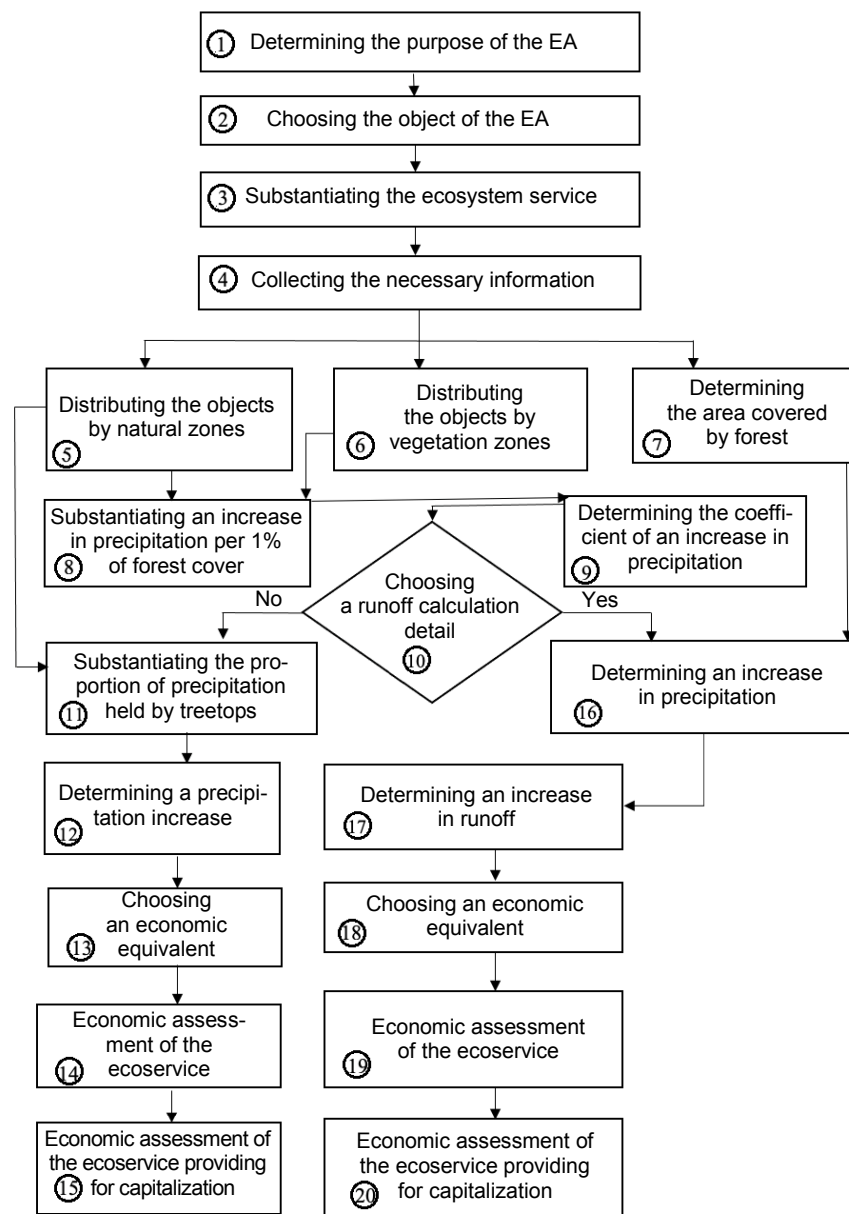 1 Determining the purpose of the EA
2 Choosing the object of the EA
3 Substantiating the ecosystem service
4 Collecting the necessary information
Distributing the objects
by natural zones
5
Distributing
the objects by
vegetation zones
6
Determining
the area covered
by forest
7
Substantiating an increase
in precipitation per 1%
of forest cover
8
Determining the coeffi-
cient of an increase in
precipitation
9
Choosing
a runoff calculation
detail
10
No
Yes
Substantiating the pro-
portion of precipitation
held by treetops
11
Determining an increase
in precipitation
16
Determining a precipi-
tation increase
12
Determining an increase
in runoff
17
Choosing
an economic
equivalent
13
Choosing an economic
equivalent
18
Economic assess-
ment of the
ecoservice
14
Economic assessment
of the ecoservice
19
Economic assessment of
the ecoservice providing
for capitalization
15
Economic assessment of
the ecoservice providing
for capitalization
20